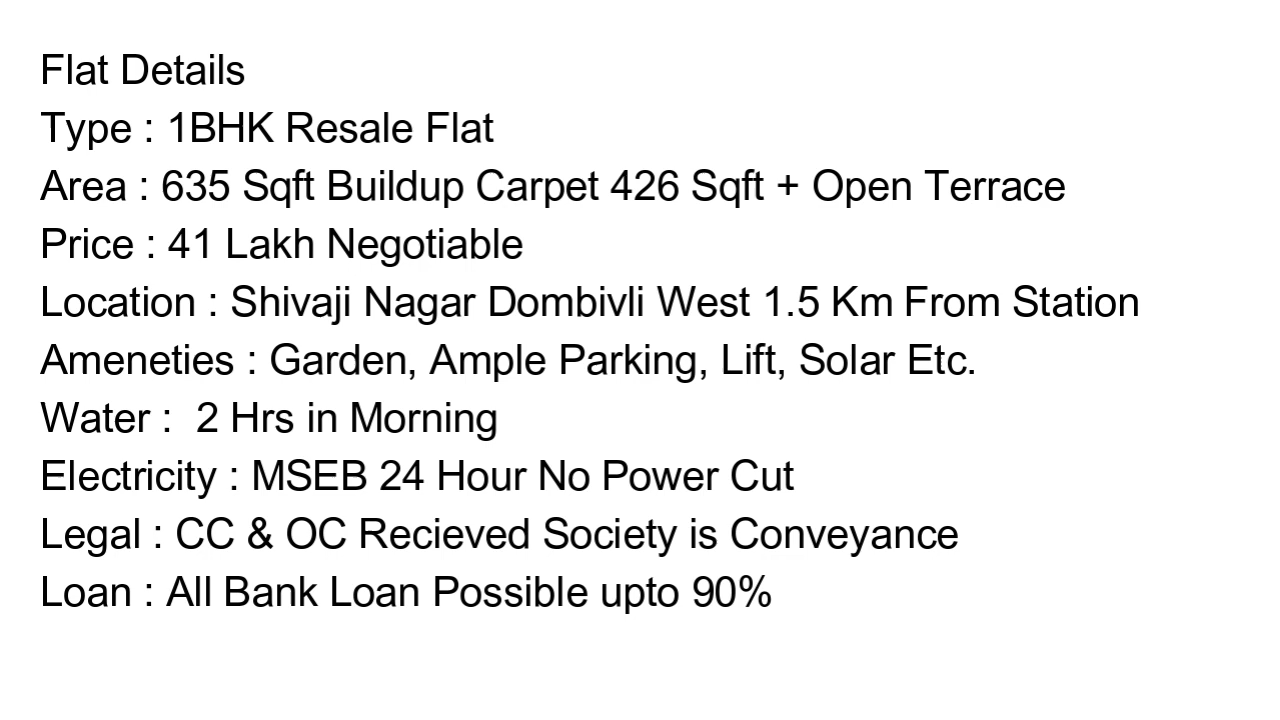 Flat Details
Type : 1BHK Resale Flat
Area : 635 Sqft Buildup Carpet 426 Sqft + Open Terrace
Price : 41 Lakh Negotiable
Location : Shivaji Nagar Dombivli West 1.5 Km From Station
Ameneties : Garden, Ample Parking, Lift, Solar Etc.
Water :  2 Hrs in Morning
Electricity : MSEB 24 Hour No Power Cut
Legal : CC & OC Recieved Society is Conveyance
Loan : All Bank Loan Possible upto 90%